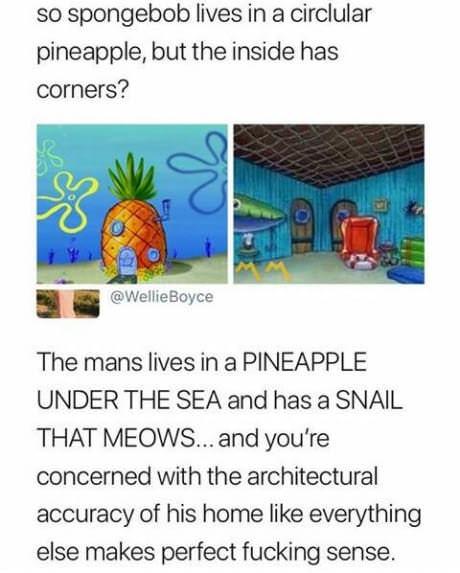 so spongebob lives in a circlular
pineapple, but the inside has
corners?
@WellieBoyce
The mans lives in a PINEAPPLE
UNDER THE SEA and has a SNAIL
THAT MEOWS... and you're
concerned with the architectural
accuracy of his home like everything
else makes perfect fucking sense.